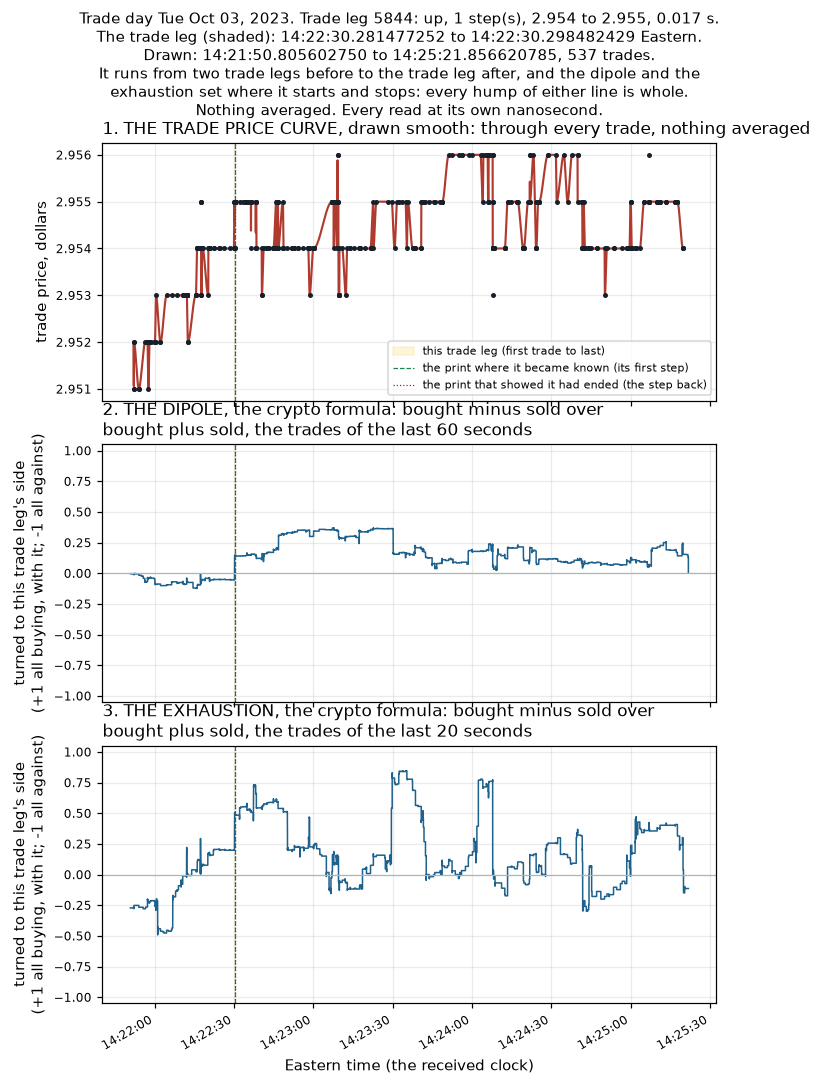 Trade day Tue Oct 03, 2023. Trade leg 5844: up, 1 step(s), 2.954 to 2.955, 0.017 s.
The trade leg (shaded): 14:22:30.281477252 to 14:22:30.298482429 Eastern.
Drawn: 14:21:50.805602750 to 14:25:21.856620785, 537 trades.
It runs from two trade legs before to the trade leg after, and the dipole and the
exhaustion set where it starts and stops: every hump of either line is whole.
Nothing averaged. Every read at its own nanosecond.
1. THE TRADE PRICE CURVE, drawn smooth: through every trade, nothing averaged
trade price, dollars
2.956
2.955
2.954
2.953
2.952
2.951
this trade leg (first trade to last)
the print where it became known (its first step)
the print that showed it had ended (the step back)
2. THE DIPOLE, the crypto formula: bought minus sold over
bought plus sold, the trades of the last 60 seconds
turned to this trade leg's side
(+1 all buying, with it; -1 all against)
1.00
0.75
0.50
0.25
0.00
−0.25
−0.50
−0.75
−1.00
3. THE EXHAUSTION, the crypto formula: bought minus sold over
bought plus sold, the trades of the last 20 seconds
turned to this trade leg's side
(+1 all buying, with it; -1 all against)
1.00
0.75
0.50
0.25
0.00
−0.25
−0.50
−0.75
−1.00
14:22:00
14:22:30
14:23:00
14:23:30
14:24:00
14:24:30
14:25:00
14:25:30
Eastern time (the received clock)